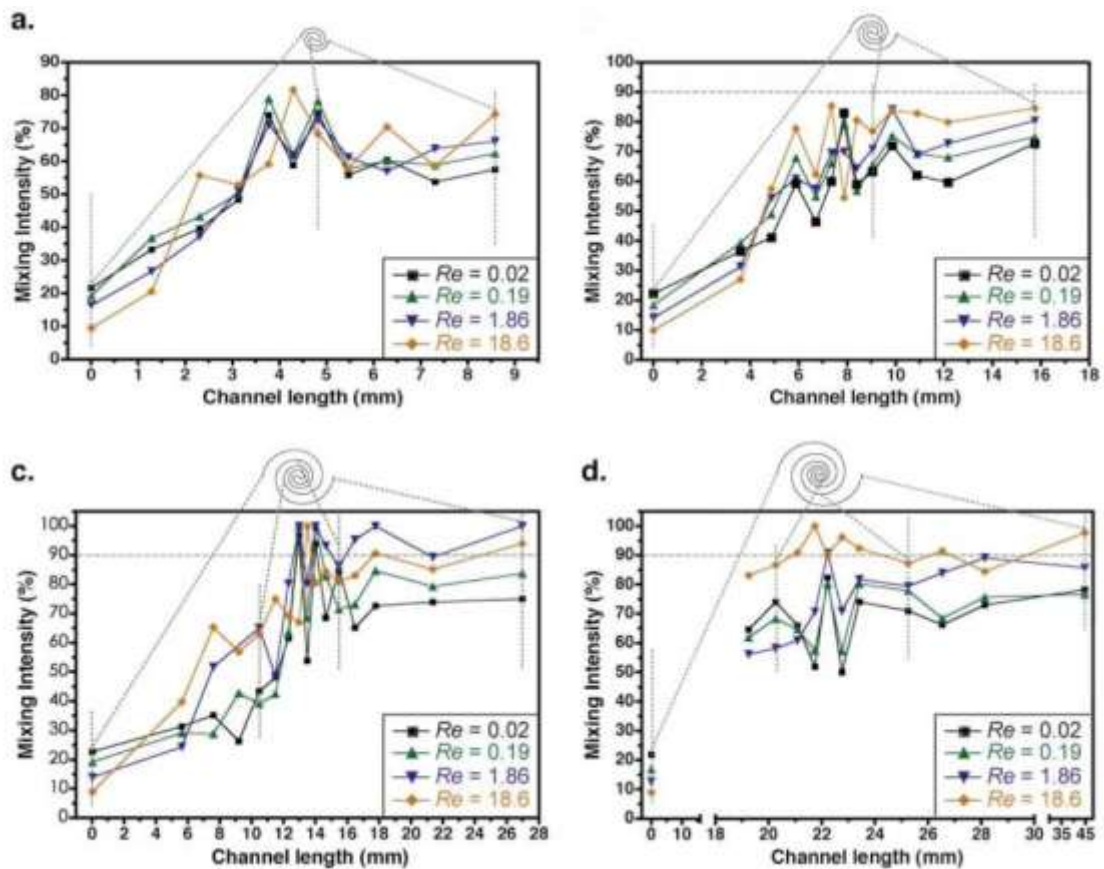 a.
90
80
70
60
50
40
30
20
10
0
Mixing Intensity (%)
Re = 0.02
Re = 0.19
Re = 1.86
Re = 18.6
0 1 2 3 4 5 6 7 8 9
Channel length (mm)
100
90
80
70
60
50
40
30
20
10
0
Mixing Intensity (%)
Re = 0.02
Re = 0.19
Re = 1.86
Re = 18.6
0 2 4 6 8 10 12 14 16 18
Channel length (mm)
c.
100
90
80
70
60
50
40
30
20
10
0
Mixing Intensity (%)
Re = 0.02
Re = 0.19
Re = 1.86
Re = 18.6
0 2 4 6 8 10 12 14 16 18 20 22 24 26 28
Channel length (mm)
d.
100
90
80
70
60
50
40
30
20
10
0
Mixing Intensity (%)
Re = 0.02
Re = 0.19
Re = 1.86
Re = 18.6
0 10 18 20 22 24 26 28 30 35 45
Channel length (mm)